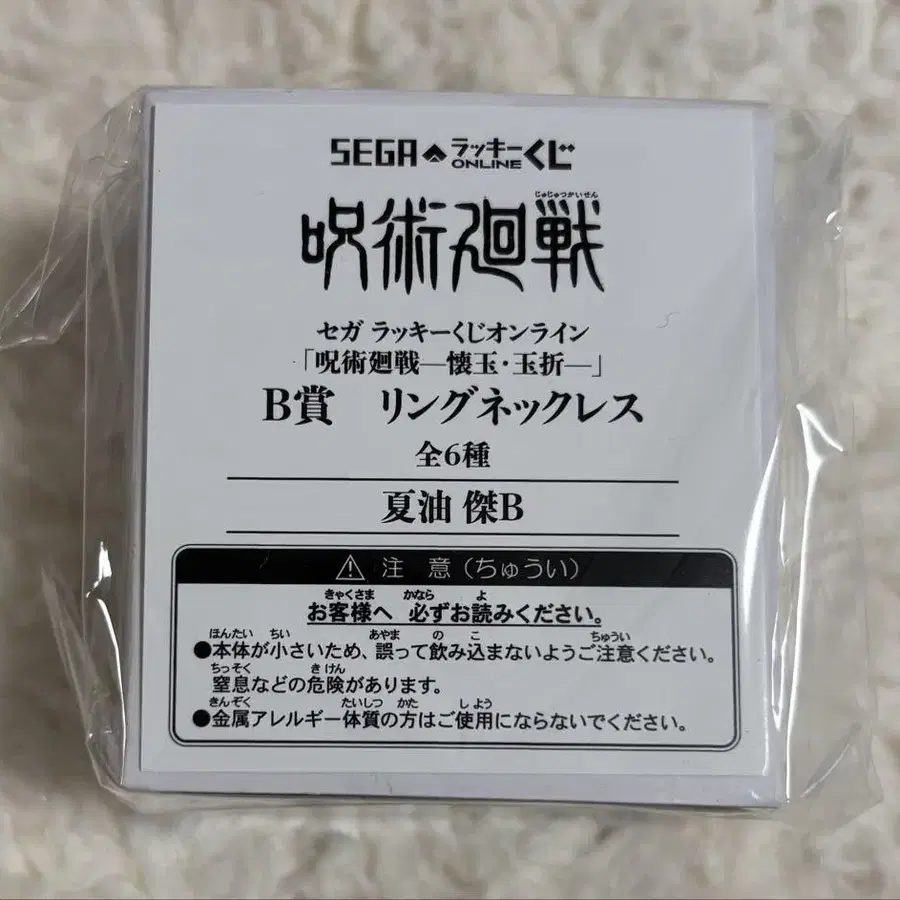 SEGA ラッキーくじ ONLINE
じゅじゅつかいせん
呪術廻戦
セガ ラッキーくじオンライン
「呪術廻戦―懐玉・玉折―」
B賞 リングネックレス
全6種
夏油 傑B
⚠ 注 意（ちゅうい）
きゃくさま かなら よ
お客様へ 必ずお読みください。
ほんたい ちい あやま の こ ちゅうい
●本体が小さいため、誤って飲み込まないようご注意ください。
ちっそく きけん
窒息などの危険があります。
きんぞく たいしつ かた しよう
●金属アレルギー体質の方はご使用にならないでください。